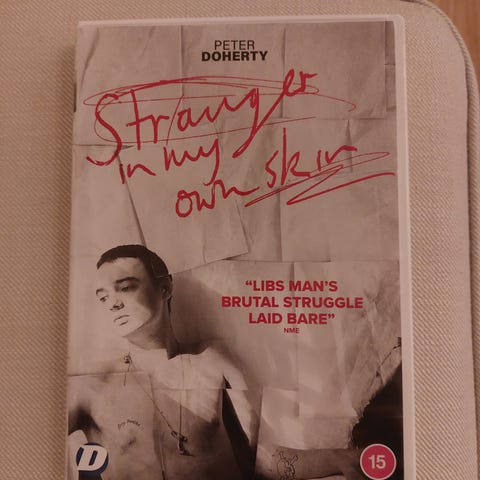 PETER
DOHERTY
Stranger
in my
own skin
"LIBS MAN'S
BRUTAL STRUGGLE
LAID BARE"
NME
D
15